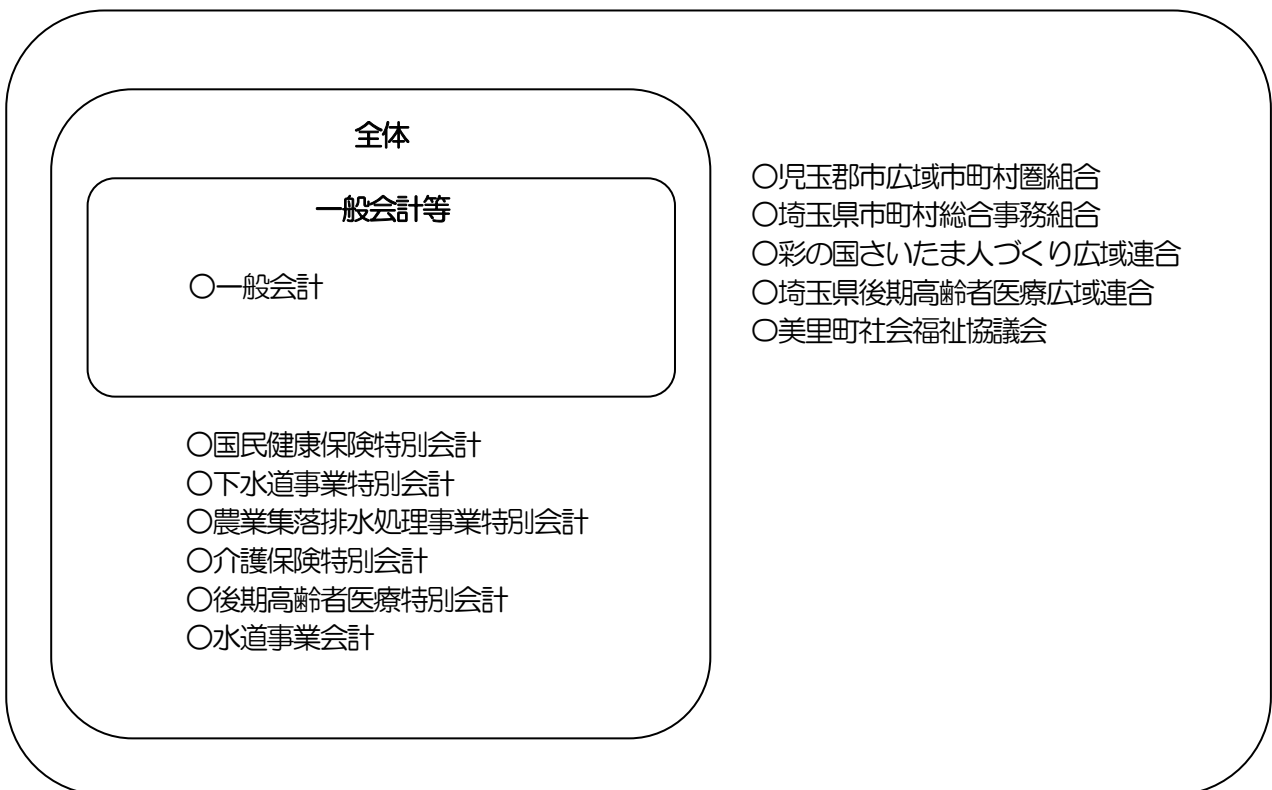 全体
一般会計等
○一般会計
○国民健康保険特別会計
○下水道事業特別会計
○農業集落排水処理事業特別会計
○介護保険特別会計
○後期高齢者医療特別会計
○水道事業会計
○児玉郡市広域市町村圏組合
○埼玉県市町村総合事務組合
○彩の国さいたま人づくり広域連合
○埼玉県後期高齢者医療広域連合
○美里町社会福祉協議会